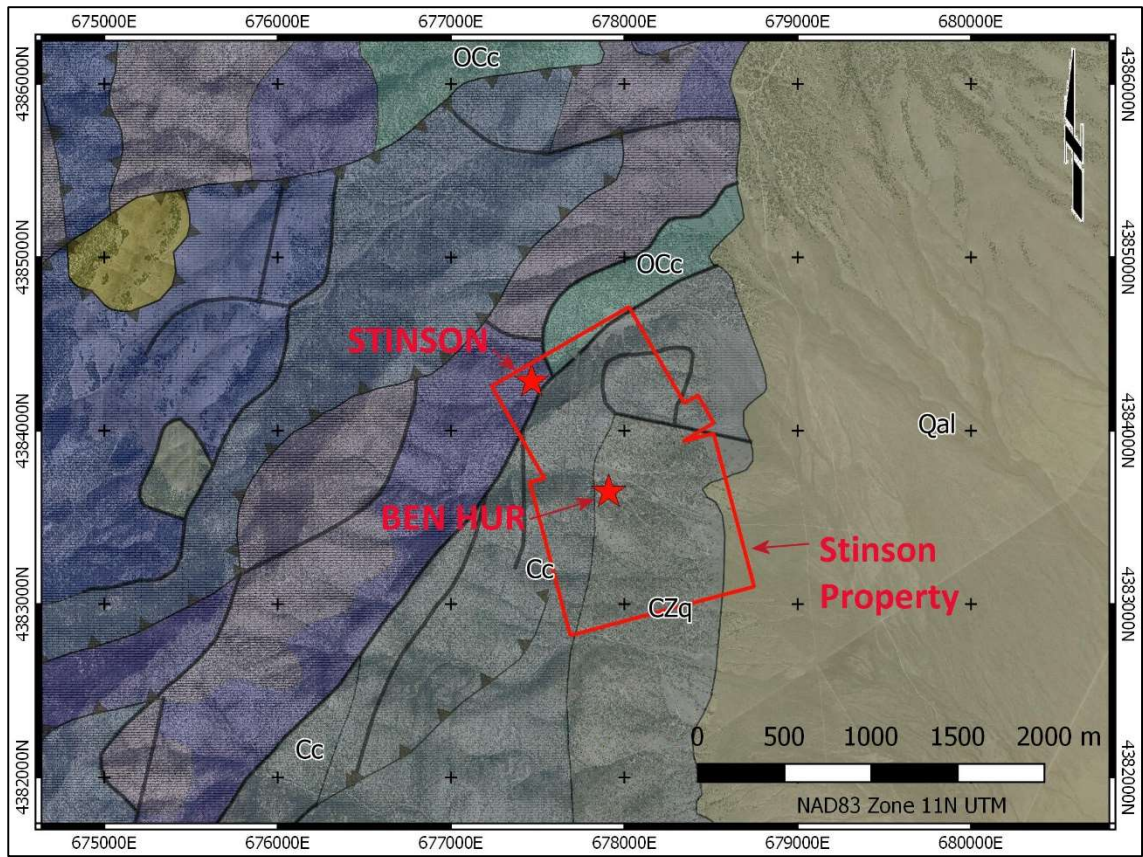 675000E 676000E 677000E 678000E 679000E 680000E
OCc
4386000N 4386000N
4385000N 4385000N
OCc
STINSON
4384000N 4384000N
Qal
BEN HUR
Stinson
Property
Cc
4383000N 4383000N
CZq
0 500 1000 1500 2000 m
Cc
4382000N 4382000N
NAD83 Zone 11N UTM
675000E 676000E 677000E 678000E 679000E 680000E